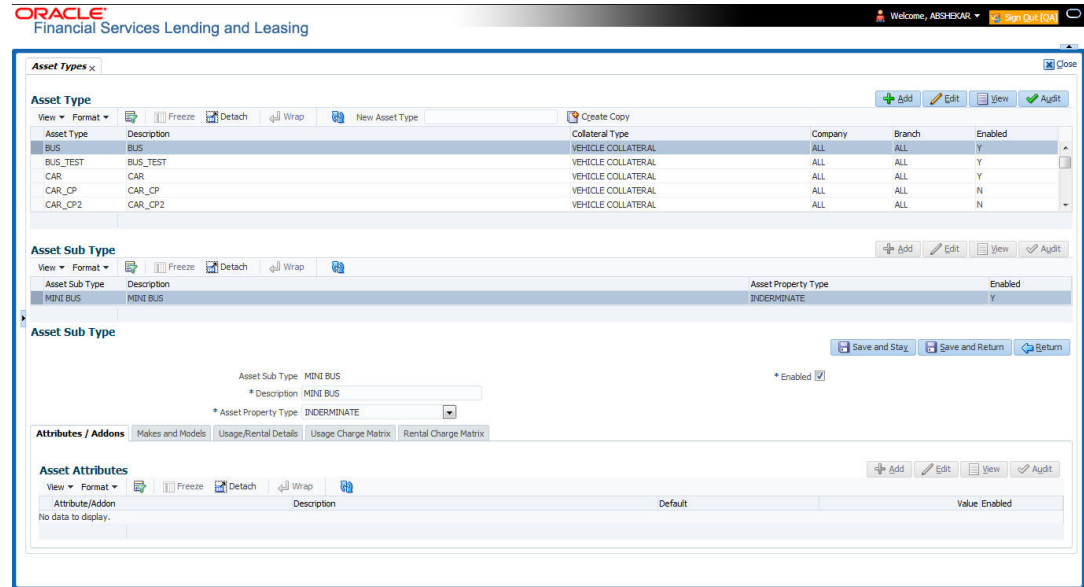 ORACLE®
Financial Services Lending and Leasing
Welcome, ABSHEKAR
Sign Out [QA]
Asset Types x
Close
Asset Type
Add Edit View Audit
View Format Freeze Detach Wrap New Asset Type Create Copy
Asset Type Description Collateral Type Company Branch Enabled
BUS BUS VEHICLE COLLATERAL ALL ALL Y
BUS_TEST BUS_TEST VEHICLE COLLATERAL ALL ALL Y
CAR CAR VEHICLE COLLATERAL ALL ALL Y
CAR_CP CAR_CP VEHICLE COLLATERAL ALL ALL N
CAR_CP2 CAR_CP2 VEHICLE COLLATERAL ALL ALL N
Asset Sub Type
Add Edit View Audit
View Format Freeze Detach Wrap
Asset Sub Type Description Asset Property Type Enabled
MINI BUS MINI BUS INDERMINATE Y
Asset Sub Type
Save and Stay Save and Return Return
Asset Sub Type MINI BUS * Enabled
* Description MINI BUS
* Asset Property Type INDERMINATE
Attributes / Addons Makes and Models Usage/Rental Details Usage Charge Matrix Rental Charge Matrix
Asset Attributes
Add Edit View Audit
View Format Freeze Detach Wrap
Attribute/Addon Description Default Value Enabled
No data to display.